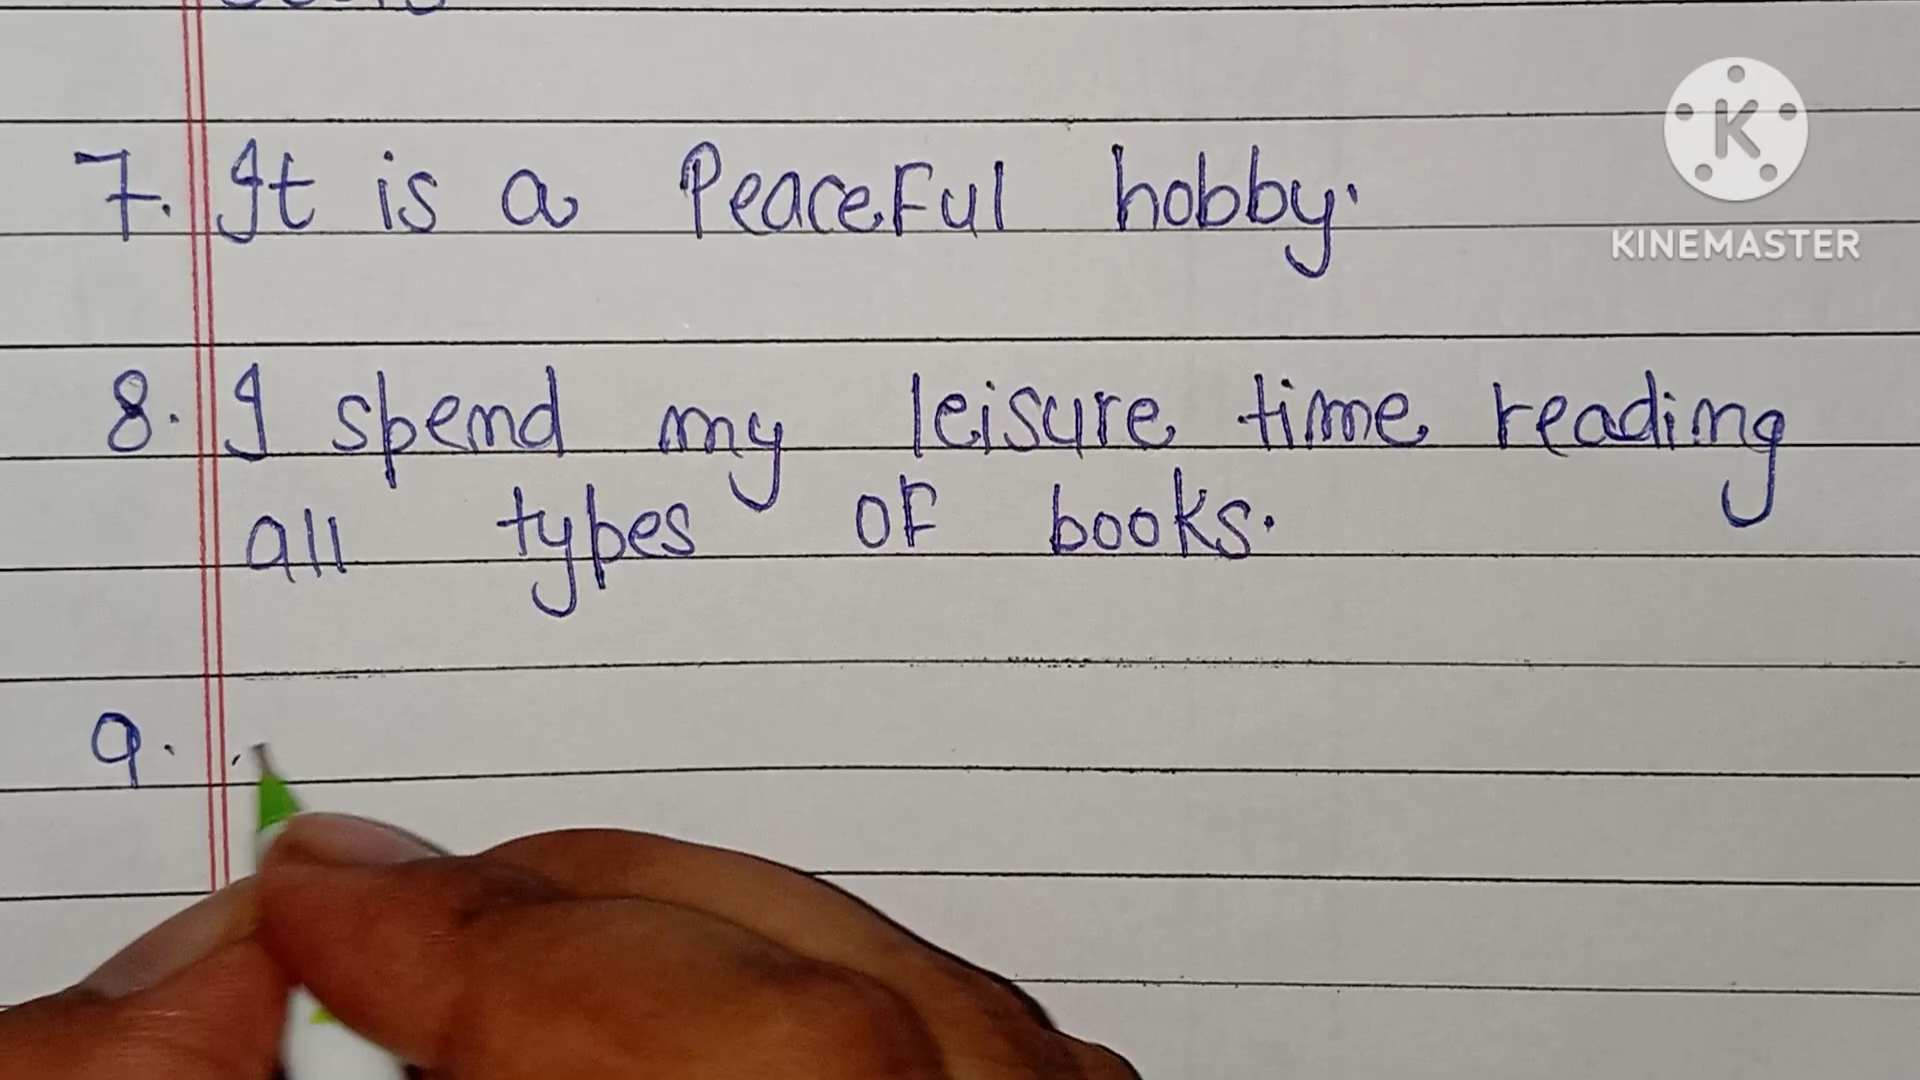 7. It is a PeaceFul hobby.
KINEMASTER
8. I spend my leisure time reading
all types oF books.
9.